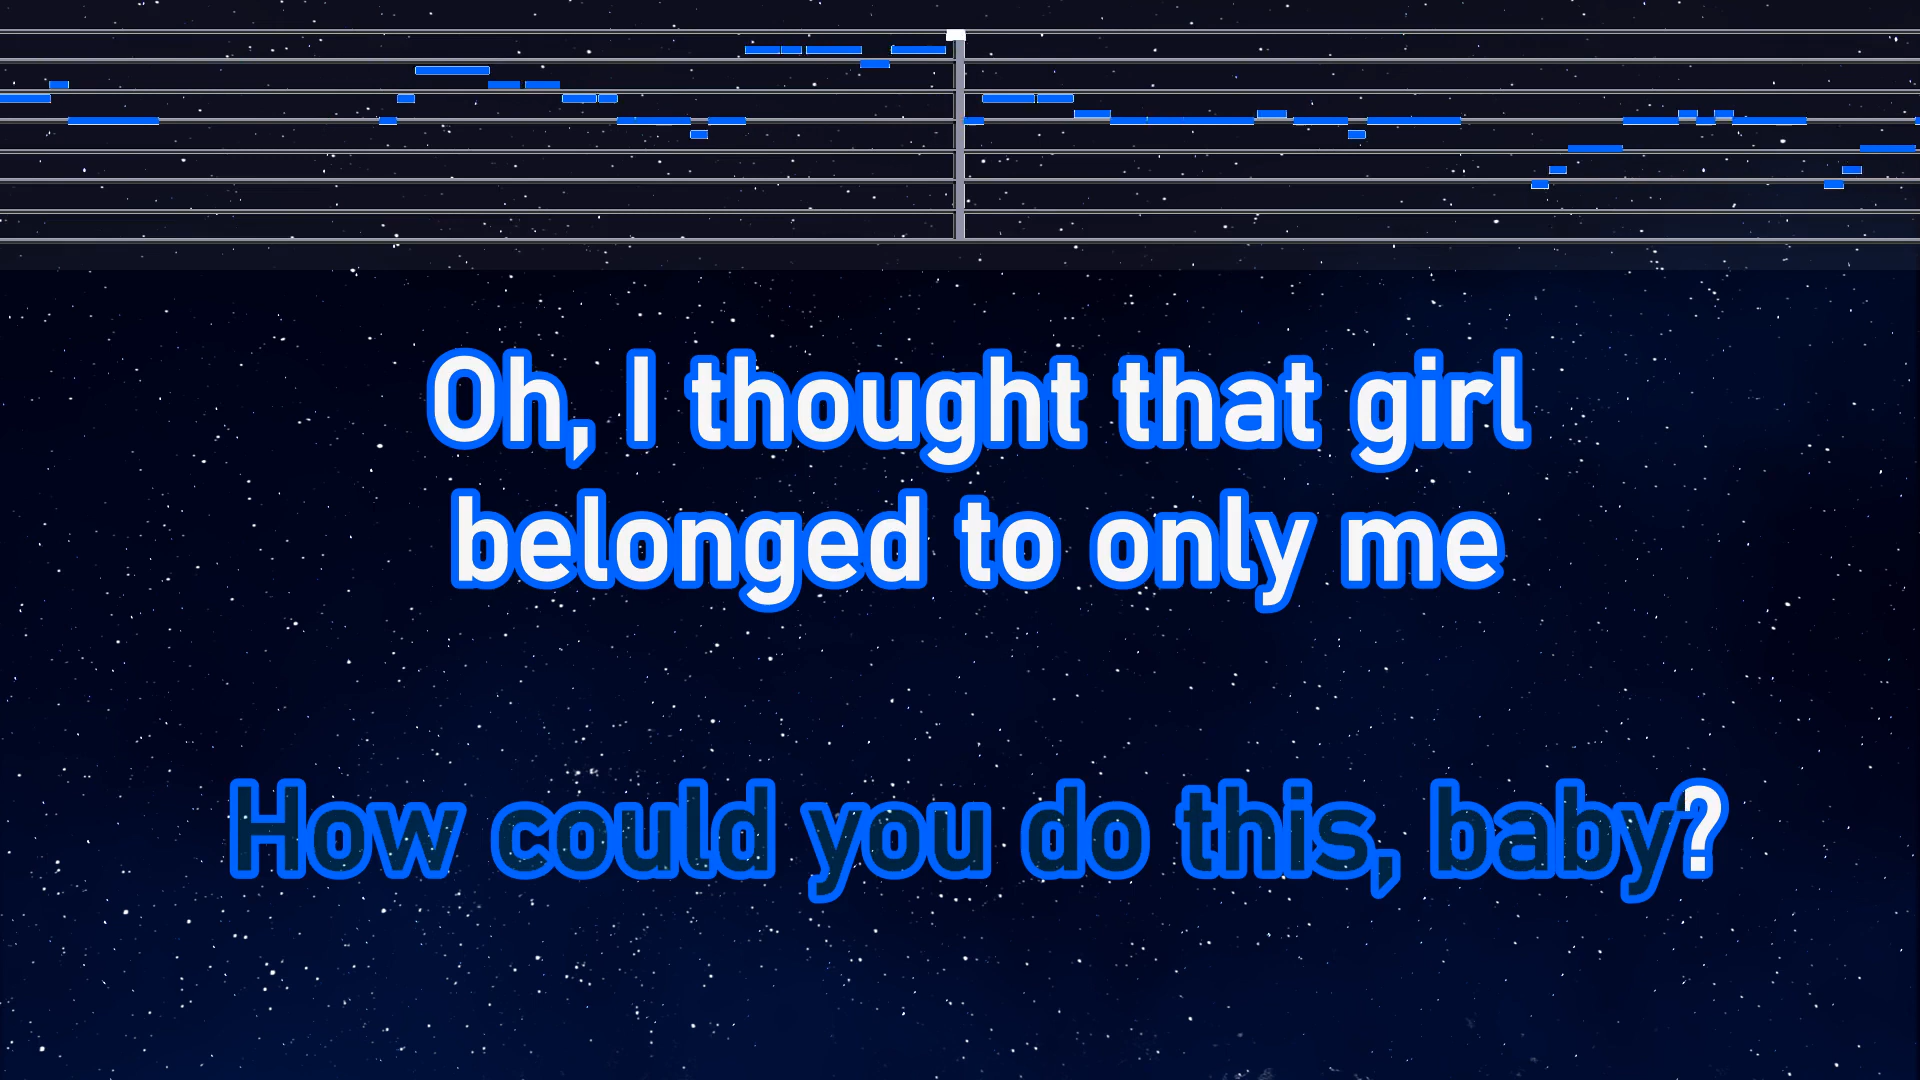 Oh, I thought that girl
belonged to only me
How could you do this, baby?